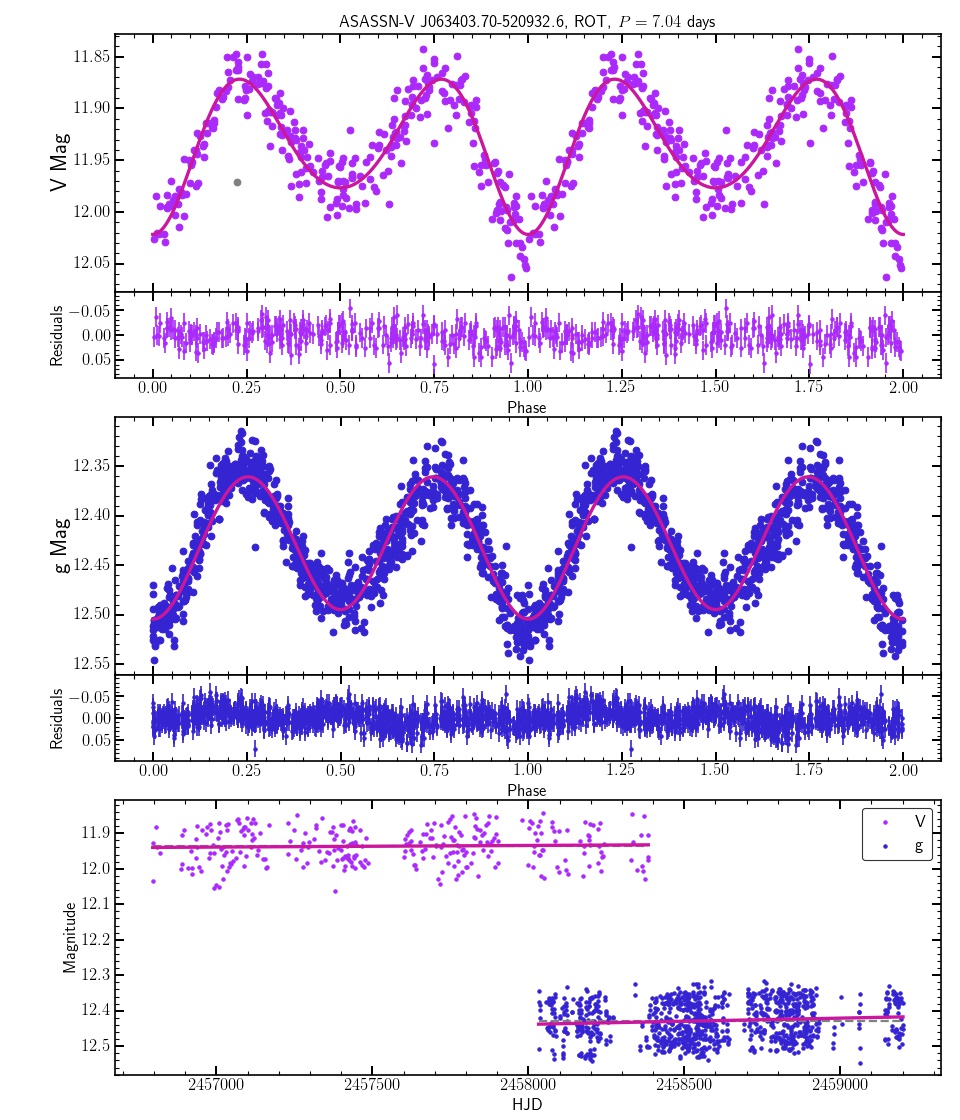 ASASSN-V J063403.70-520932.6, ROT, P = 7.04 days
V Mag
11.85
11.90
11.95
12.00
12.05
Residuals
−0.05
0.00
0.05
0.00 0.25 0.50 0.75 1.00 1.25 1.50 1.75 2.00
Phase
g Mag
12.35
12.40
12.45
12.50
12.55
Residuals
−0.05
0.00
0.05
0.00 0.25 0.50 0.75 1.00 1.25 1.50 1.75 2.00
Phase
Magnitude
11.9
12.0
12.1
12.2
12.3
12.4
12.5
V
g
2457000 2457500 2458000 2458500 2459000
HJD